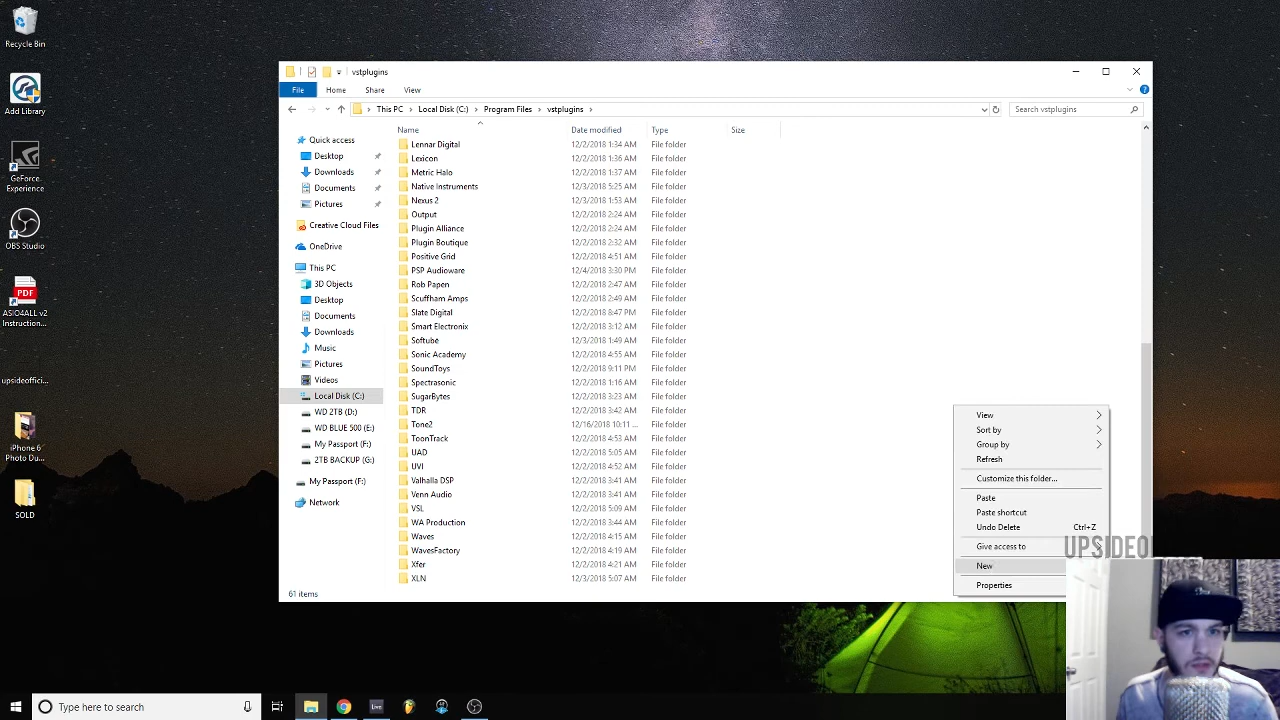 Recycle Bin
Add Library
GeForce
Experience
OBS Studio
PDF
ASIO4ALL v2
Instruction...
upsideoffici...
iPhone 6
Photo Du...
SOLD
vstplugins
File
Home
Share
View
This PC
Local Disk (C:)
Program Files
vstplugins
Search vstplugins
Quick access
Desktop
Downloads
Documents
Pictures
Creative Cloud Files
OneDrive
This PC
3D Objects
Desktop
Documents
Downloads
Music
Pictures
Videos
Local Disk (C:)
WD 2TB (D:)
WD BLUE 500 (E:)
My Passport (F:)
2TB BACKUP (G:)
My Passport (F:)
Network
Name Date modified Type Size
Lennar Digital 12/2/2018 1:34 AM File folder
Lexicon 12/2/2018 1:36 AM File folder
Metric Halo 12/2/2018 1:37 AM File folder
Native Instruments 12/3/2018 5:25 AM File folder
Nexus 2 12/3/2018 1:53 AM File folder
Output 12/2/2018 2:24 AM File folder
Plugin Alliance 12/2/2018 2:24 AM File folder
Plugin Boutique 12/2/2018 2:32 AM File folder
Positive Grid 12/2/2018 4:51 AM File folder
PSP Audioware 12/4/2018 3:30 PM File folder
Rob Papen 12/2/2018 2:47 AM File folder
Scuffham Amps 12/2/2018 2:49 AM File folder
Slate Digital 12/2/2018 8:47 PM File folder
Smart Electronix 12/2/2018 3:12 AM File folder
Softube 12/3/2018 1:49 AM File folder
Sonic Academy 12/2/2018 4:55 AM File folder
SoundToys 12/2/2018 9:11 PM File folder
Spectrasonic 12/2/2018 1:16 AM File folder
SugarBytes 12/2/2018 3:23 AM File folder
TDR 12/2/2018 3:42 AM File folder
Tone2 12/16/2018 10:11 ... File folder
ToonTrack 12/2/2018 4:53 AM File folder
UAD 12/2/2018 5:05 AM File folder
UVI 12/2/2018 4:52 AM File folder
Valhalla DSP 12/2/2018 3:41 AM File folder
Venn Audio 12/2/2018 3:41 AM File folder
VSL 12/2/2018 5:09 AM File folder
WA Production 12/2/2018 3:44 AM File folder
Waves 12/2/2018 4:15 AM File folder
WavesFactory 12/2/2018 4:19 AM File folder
Xfer 12/2/2018 4:21 AM File folder
XLN 12/3/2018 5:07 AM File folder
61 items
View
Sort by
Group by
Refresh
Customize this folder...
Paste
Paste shortcut
Undo Delete Ctrl+Z
Give access to
New
Properties
UPSIDEO
Type here to search
Live